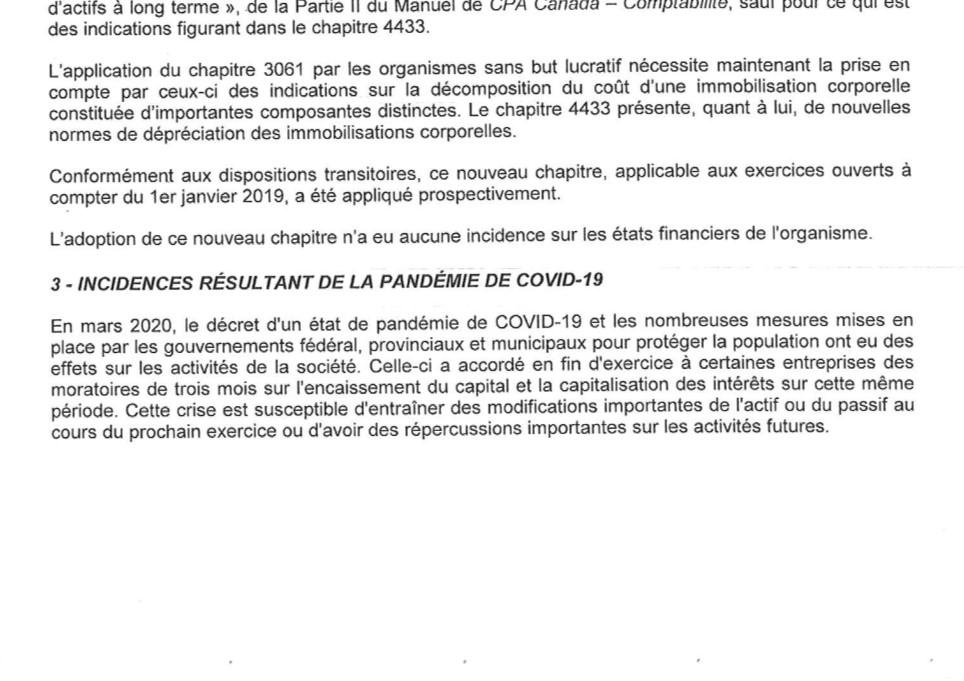 d'actifs à long terme », de la Partie II du Manuel de CPA Canada – Comptabilité, sauf pour ce qui est
des indications figurant dans le chapitre 4433.
L'application du chapitre 3061 par les organismes sans but lucratif nécessite maintenant la prise en
compte par ceux-ci des indications sur la décomposition du coût d'une immobilisation corporelle
constituée d'importantes composantes distinctes. Le chapitre 4433 présente, quant à lui, de nouvelles
normes de dépréciation des immobilisations corporelles.
Conformément aux dispositions transitoires, ce nouveau chapitre, applicable aux exercices ouverts à
compter du 1er janvier 2019, a été appliqué prospectivement.
L'adoption de ce nouveau chapitre n'a eu aucune incidence sur les états financiers de l'organisme.
3 - INCIDENCES RÉSULTANT DE LA PANDÉMIE DE COVID-19
En mars 2020, le décret d'un état de pandémie de COVID-19 et les nombreuses mesures mises en
place par les gouvernements fédéral, provinciaux et municipaux pour protéger la population ont eu des
effets sur les activités de la société. Celle-ci a accordé en fin d'exercice à certaines entreprises des
moratoires de trois mois sur l'encaissement du capital et la capitalisation des intérêts sur cette même
période. Cette crise est susceptible d'entraîner des modifications importantes de l'actif ou du passif au
cours du prochain exercice ou d'avoir des répercussions importantes sur les activités futures.